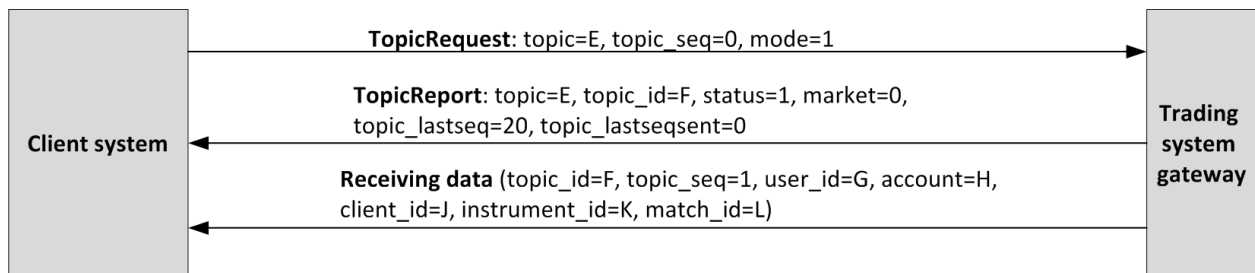 TopicRequest: topic=E, topic_seq=0, mode=1
TopicReport: topic=E, topic_id=F, status=1, market=0,
topic_lastseq=20, topic_lastseqsent=0
Client system
Trading
system
gateway
Receiving data (topic_id=F, topic_seq=1, user_id=G, account=H,
client_id=J, instrument_id=K, match_id=L)